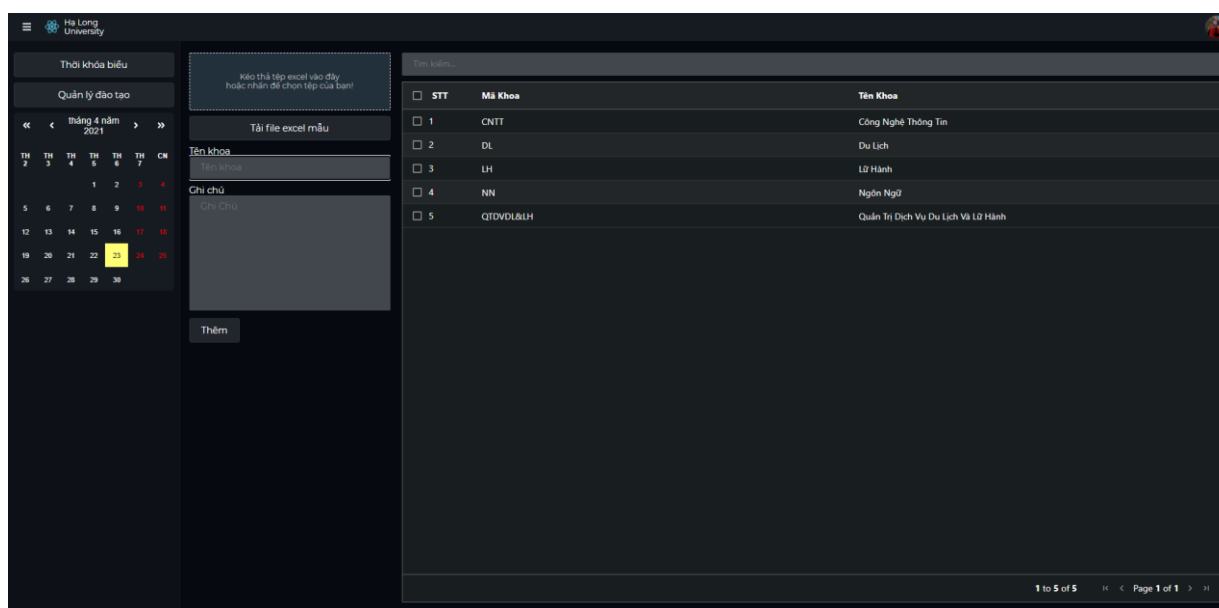 Hạ Long
University
Thời khóa biểu
Quản lý đào tạo
« ‹ tháng 4 năm 2021 › »
TH 2 TH 3 TH 4 TH 5 TH 6 TH 7 CN
1 2 3 4
5 6 7 8 9 10 11
12 13 14 15 16 17 18
19 20 21 22 23 24 25
26 27 28 29 30
Kéo thả tệp excel vào đây
hoặc nhấn để chọn tệp của bạn!
Tải file excel mẫu
Tên khoa
Tên khoa
Ghi chú
Ghi Chú
Thêm
Tìm kiếm...
STT Mã Khoa Tên Khoa
1 CNTT Công Nghệ Thông Tin
2 DL Du Lịch
3 LH Lữ Hành
4 NN Ngôn Ngữ
5 QTDVDL&LH Quản Trị Dịch Vụ Du Lịch Và Lữ Hành
1 to 5 of 5 Page 1 of 1